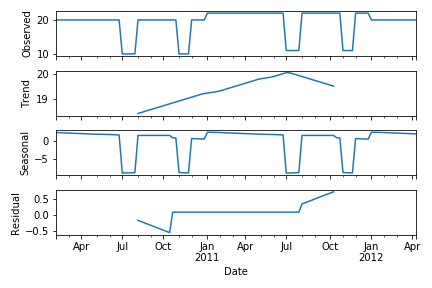 Observed
20
10
Trend
20
19
Seasonal
0
−5
Residual
0.5
0.0
−0.5
Apr
Jul
Oct
Jan
2011
Apr
Jul
Oct
Jan
2012
Apr
Date